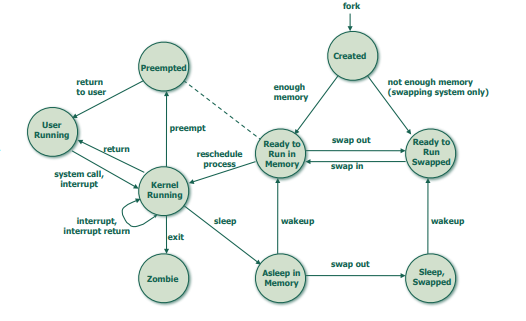 fork
Preempted
Created
return
to user
enough
memory
not enough memory
(swapping system only)
User
Running
preempt
return
reschedule
process
Ready to
Run in
Memory
swap out
swap in
Ready to
Run
Swapped
system call,
interrupt
Kernel
Running
interrupt,
interrupt return
sleep
wakeup
wakeup
exit
Zombie
Asleep in
Memory
swap out
Sleep,
Swapped